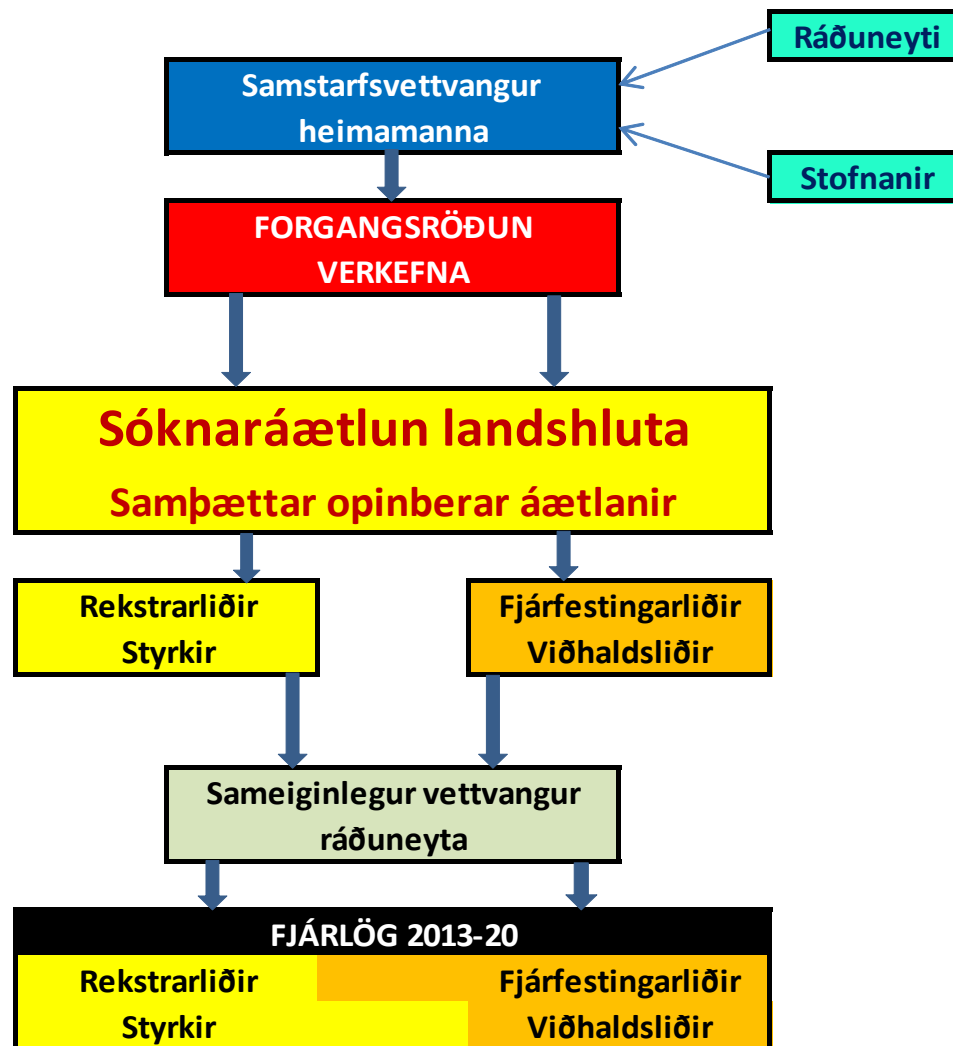 Ráðuneyti
Samstarfsvettvangur
heimamanna
Stofnanir
FORGANGSRÖÐUN
VERKEFNA
Sóknaráætlun landshluta
Samþættar opinberar áætlanir
Rekstrarliðir
Styrkir
Fjárfestingarliðir
Viðhaldsliðir
Sameiginlegur vettvangur
ráðuneyta
FJÁRLÖG 2013-20
Rekstrarliðir
Styrkir
Fjárfestingarliðir
Viðhaldsliðir